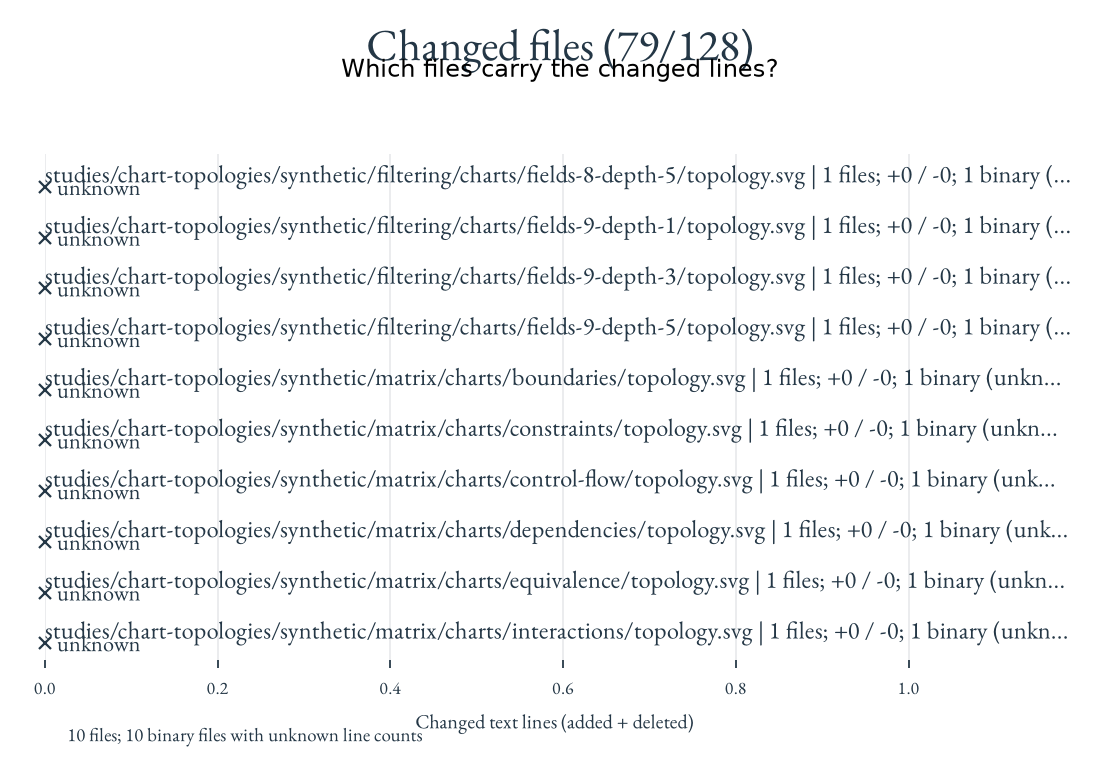 Changed files (79/128)
Which files carry the changed lines?
studies/chart-topologies/synthetic/filtering/charts/fields-8-depth-5/topology.svg | 1 files; +0 / -0; 1 binary (...
× unknown
studies/chart-topologies/synthetic/filtering/charts/fields-9-depth-1/topology.svg | 1 files; +0 / -0; 1 binary (...
× unknown
studies/chart-topologies/synthetic/filtering/charts/fields-9-depth-3/topology.svg | 1 files; +0 / -0; 1 binary (...
× unknown
studies/chart-topologies/synthetic/filtering/charts/fields-9-depth-5/topology.svg | 1 files; +0 / -0; 1 binary (...
× unknown
studies/chart-topologies/synthetic/matrix/charts/boundaries/topology.svg | 1 files; +0 / -0; 1 binary (unkn...
× unknown
studies/chart-topologies/synthetic/matrix/charts/constraints/topology.svg | 1 files; +0 / -0; 1 binary (unkn...
× unknown
studies/chart-topologies/synthetic/matrix/charts/control-flow/topology.svg | 1 files; +0 / -0; 1 binary (unk...
× unknown
studies/chart-topologies/synthetic/matrix/charts/dependencies/topology.svg | 1 files; +0 / -0; 1 binary (unk...
× unknown
studies/chart-topologies/synthetic/matrix/charts/equivalence/topology.svg | 1 files; +0 / -0; 1 binary (unkn...
× unknown
studies/chart-topologies/synthetic/matrix/charts/interactions/topology.svg | 1 files; +0 / -0; 1 binary (unkn...
× unknown
0.0 0.2 0.4 0.6 0.8 1.0
Changed text lines (added + deleted)
10 files; 10 binary files with unknown line counts